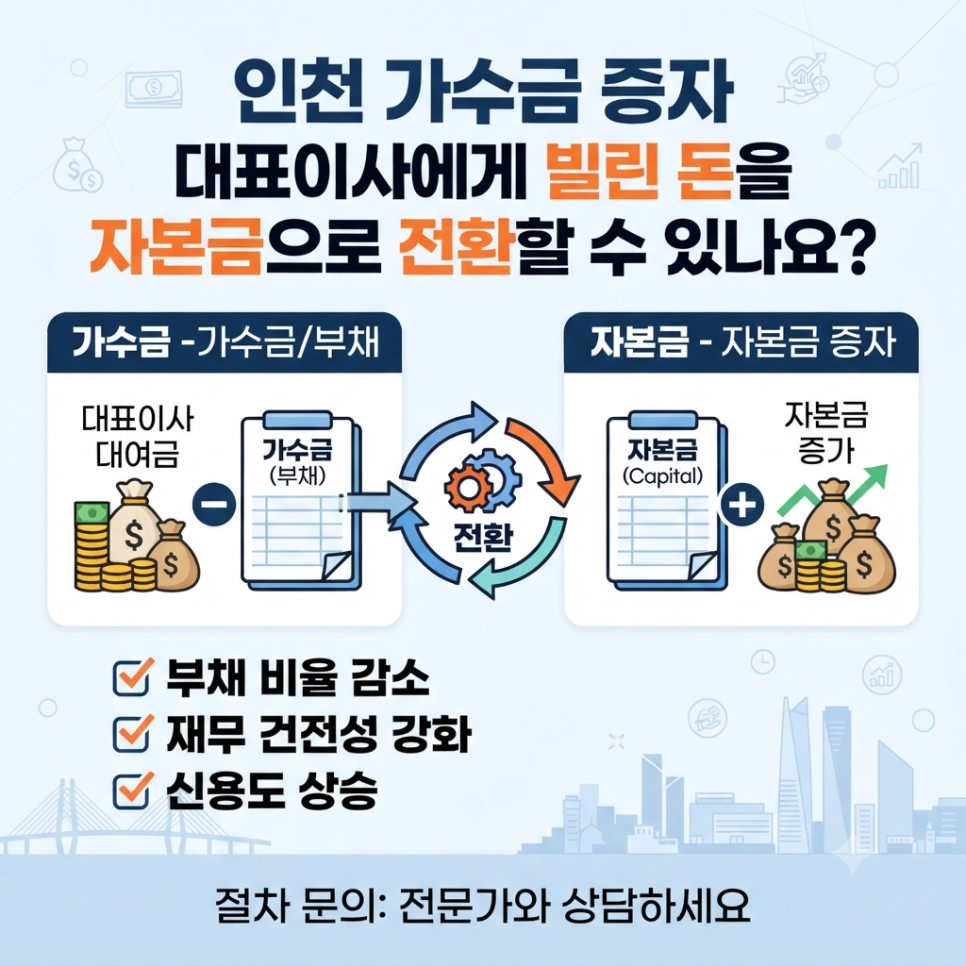 인천 가수금 증자
대표이사에게 빌린 돈을
자본금으로 전환할 수 있나요?
가수금 -가수금/부채
대표이사
대여금
가수금
(부채)
전환
자본금 - 자본금 증자
자본금
(Capital)
자본금
증가
부채 비율 감소
재무 건전성 강화
신용도 상승
절차 문의: 전문가와 상담하세요